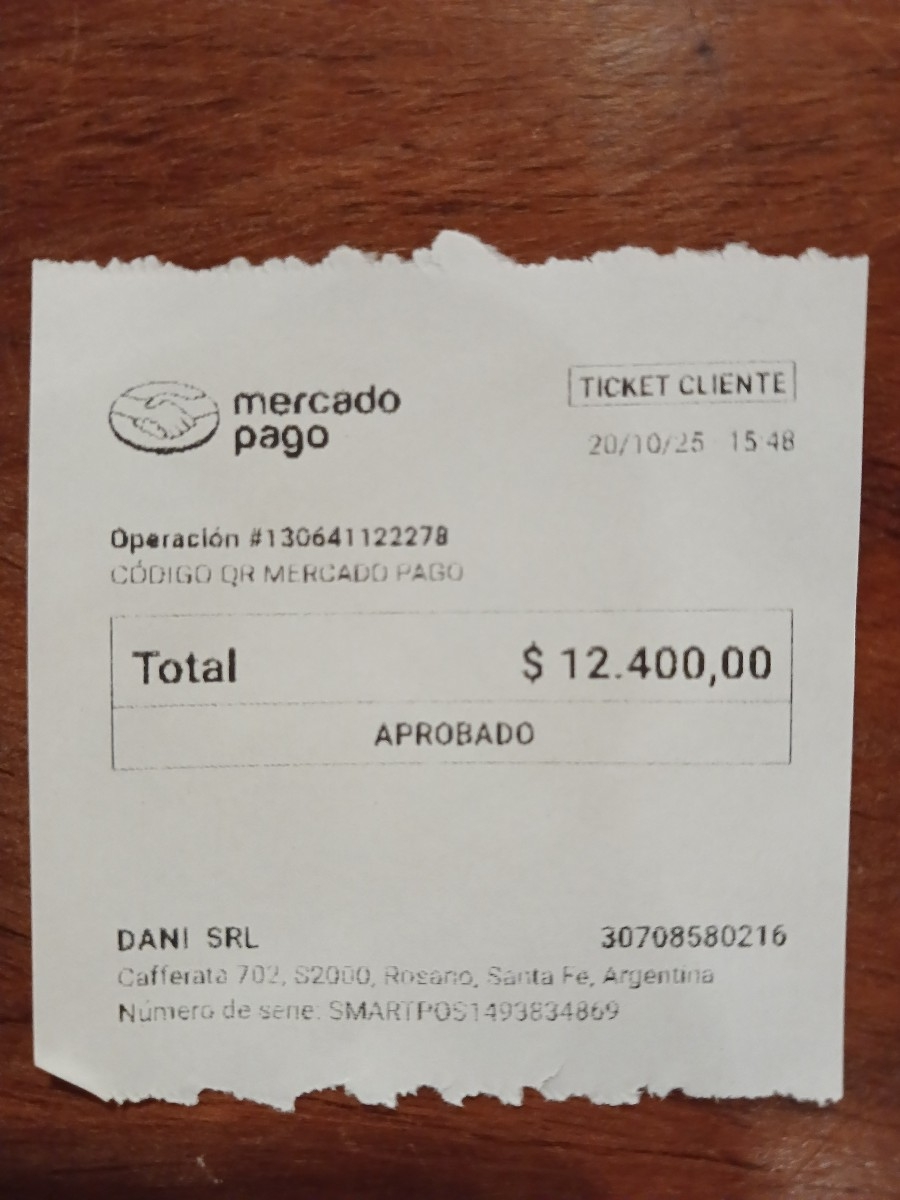 mercado
pago
TICKET CLIENTE
20/10/25 15:48
Operación #130641122278
CÓDIGO QR MERCADO PAGO
Total $ 12.400,00
APROBADO
DANI SRL 30708580216
Cafferata 702, S2000, Rosario, Santa Fe, Argentina
Número de serie: SMARTPOS1493834869